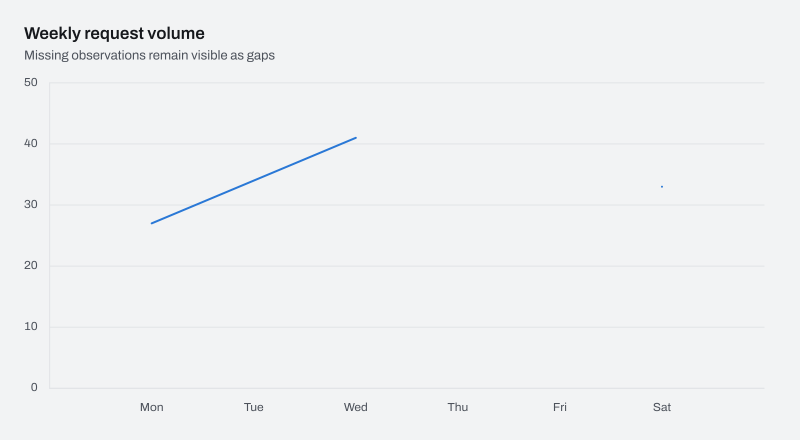 Weekly request volume
Missing observations remain visible as gaps
50
40
30
20
10
0
Mon Tue Wed Thu Fri Sat